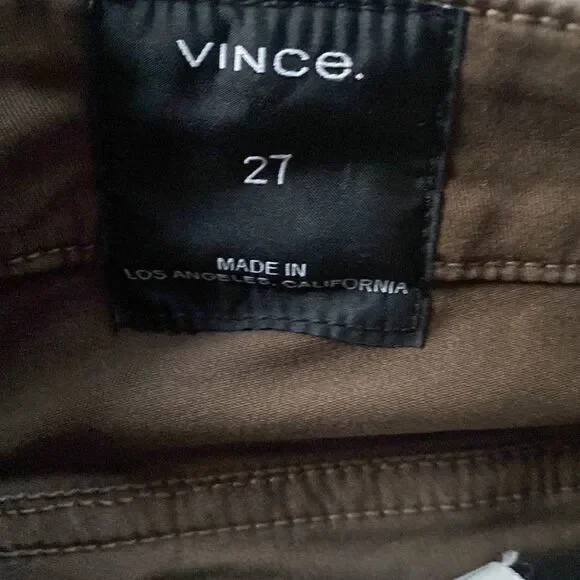 VINCe.
27
MADE IN
LOS ANGELES, CALIFORNIA